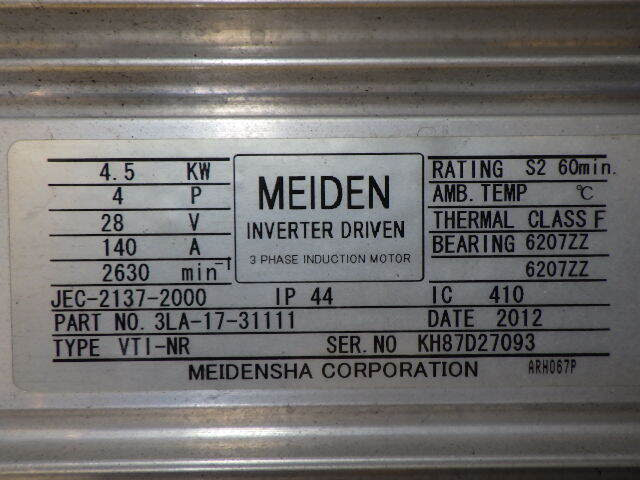 4.5 KW
4 P
28 V
140 A
2630 min⁻¹
MEIDEN
INVERTER DRIVEN
3 PHASE INDUCTION MOTOR
RATING S2 60min.
AMB. TEMP ℃
THERMAL CLASS F
BEARING 6207ZZ
6207ZZ
JEC-2137-2000 IP 44 IC 410
PART NO. 3LA-17-31111 DATE 2012
TYPE VTI-NR SER. NO KH87D27093
MEIDENSHA CORPORATION ARH067P